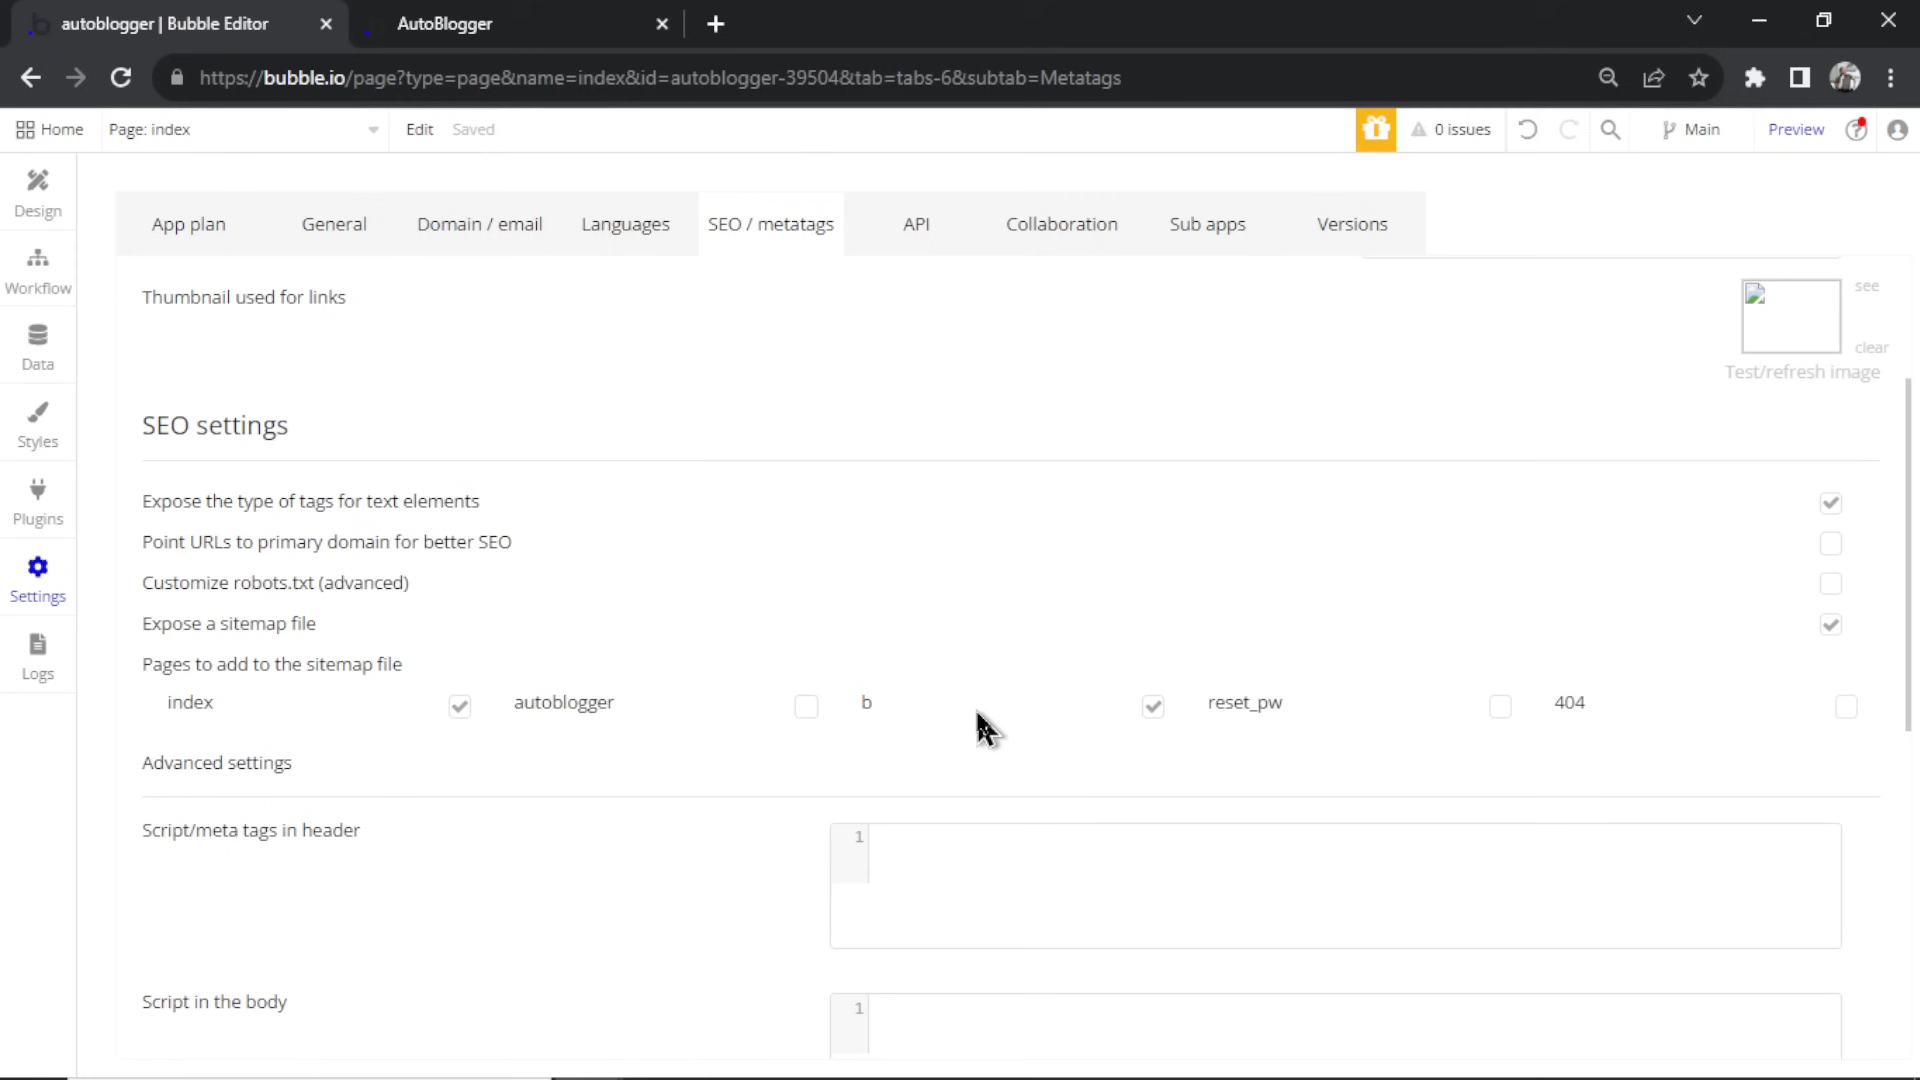 autoblogger | Bubble Editor
AutoBlogger
https://bubble.io/page?type=page&name=index&id=autoblogger-39504&tab=tabs-6&subtab=Metatags
Home
Page: index
Edit
Saved
0 issues
Main
Preview
Design
Workflow
Data
Styles
Plugins
Settings
Logs
App plan
General
Domain / email
Languages
SEO / metatags
API
Collaboration
Sub apps
Versions
Thumbnail used for links
see
clear
Test/refresh image
SEO settings
Expose the type of tags for text elements
Point URLs to primary domain for better SEO
Customize robots.txt (advanced)
Expose a sitemap file
Pages to add to the sitemap file
index
autoblogger
b
reset_pw
404
Advanced settings
Script/meta tags in header
1
Script in the body
1